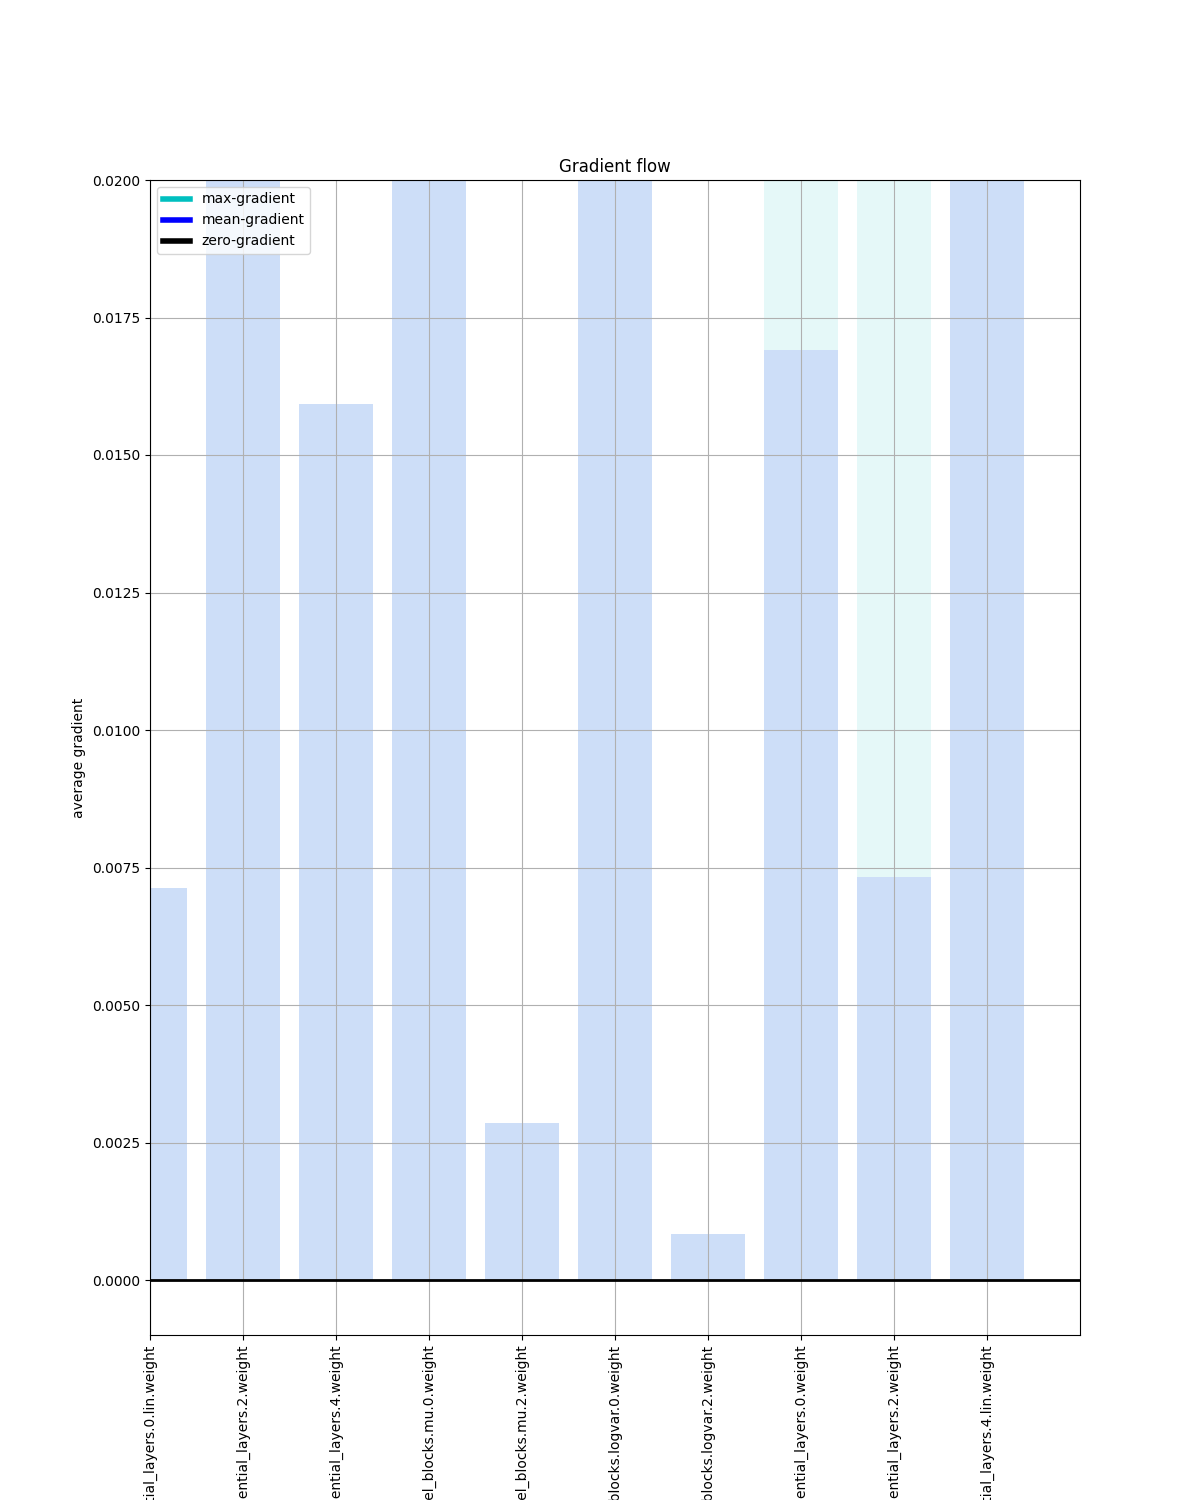 Gradient flow
max-gradient
mean-gradient
zero-gradient
average gradient
0.0200
0.0175
0.0150
0.0125
0.0100
0.0075
0.0050
0.0025
0.0000
tial_layers.0.lin.weight
ential_layers.2.weight
ential_layers.4.weight
el_blocks.mu.0.weight
el_blocks.mu.2.weight
blocks.logvar.0.weight
blocks.logvar.2.weight
ential_layers.0.weight
ential_layers.2.weight
tial_layers.4.lin.weight